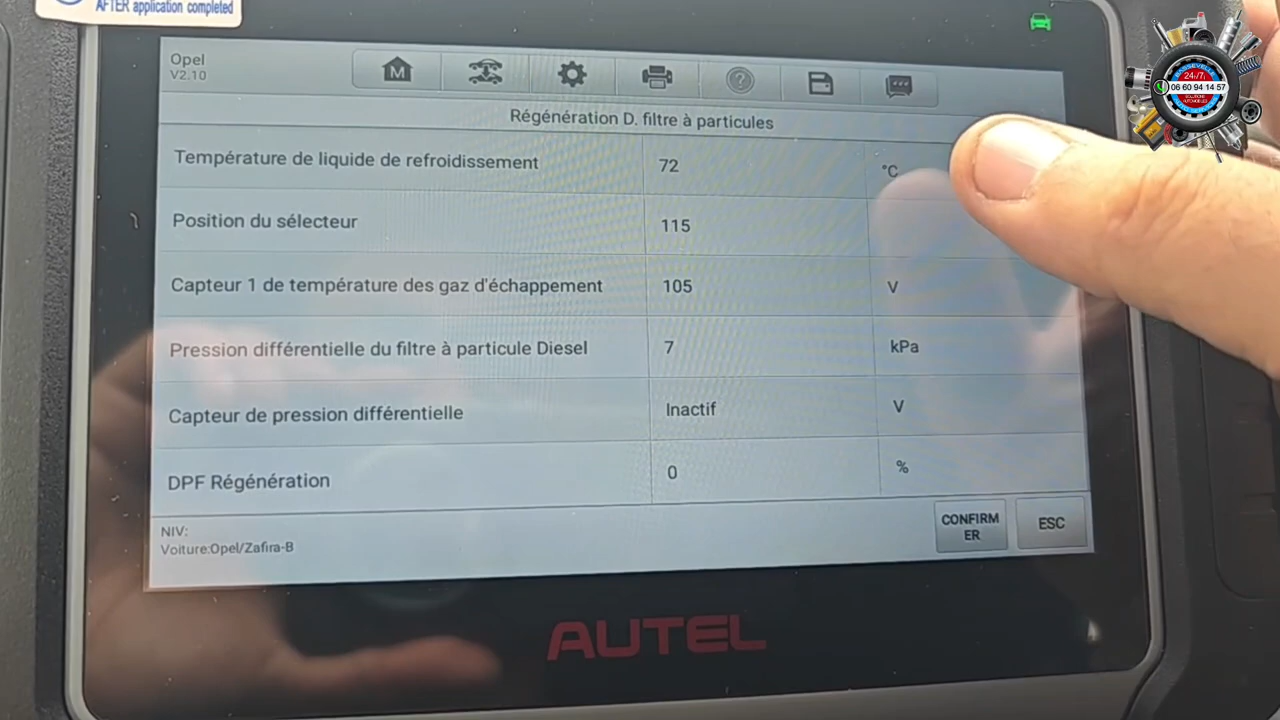 AFTER application completed
Opel
V2.10
M
?
24h/7j
06 60 94 14 57
Régénération D. filtre à particules
Température de liquide de refroidissement 72 °C
Position du sélecteur 115
Capteur 1 de température des gaz d'échappement 105 V
Pression différentielle du filtre à particule Diesel 7 kPa
Capteur de pression différentielle Inactif V
DPF Régénération 0 %
NIV:
Voiture:Opel/Zafira-B
CONFIRM
ER
ESC
AUTEL